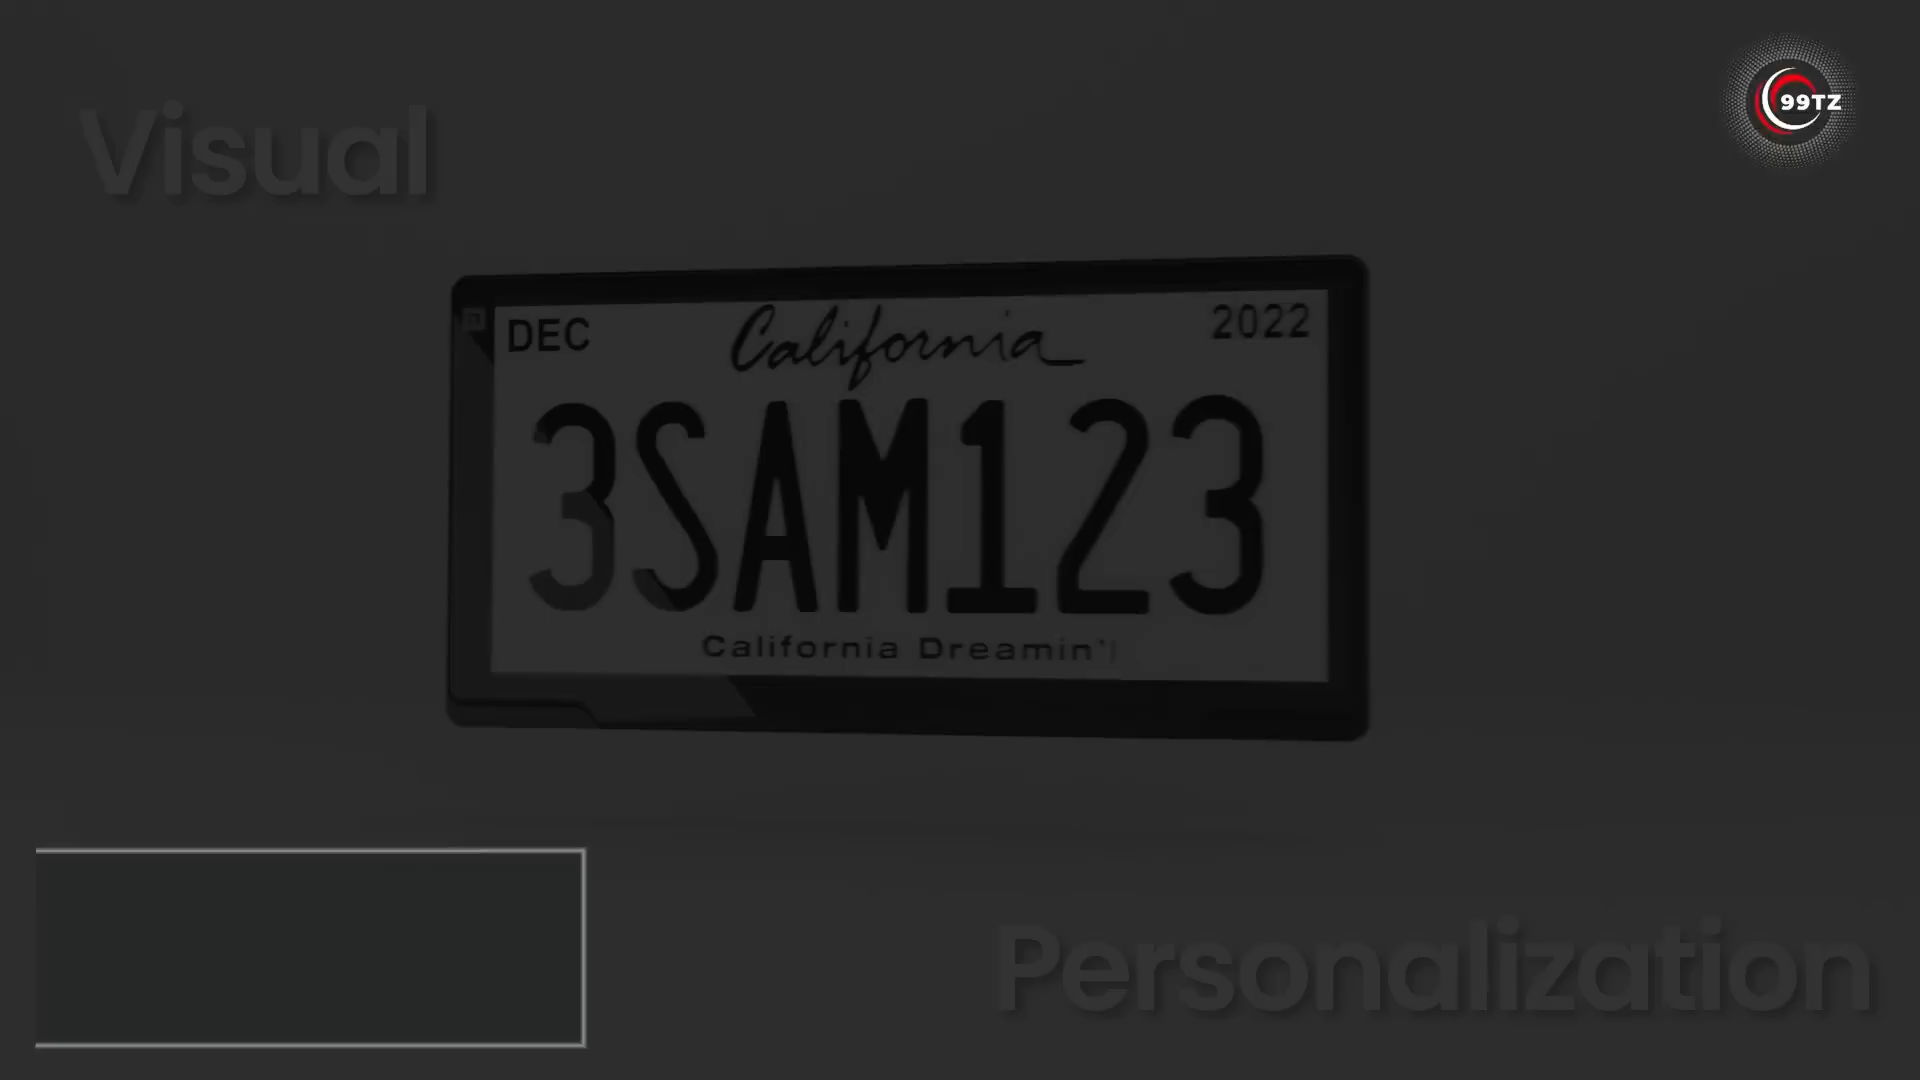 Visual
99TZ
DEC
California
2022
3SAM123
California Dreamin'
Personalization